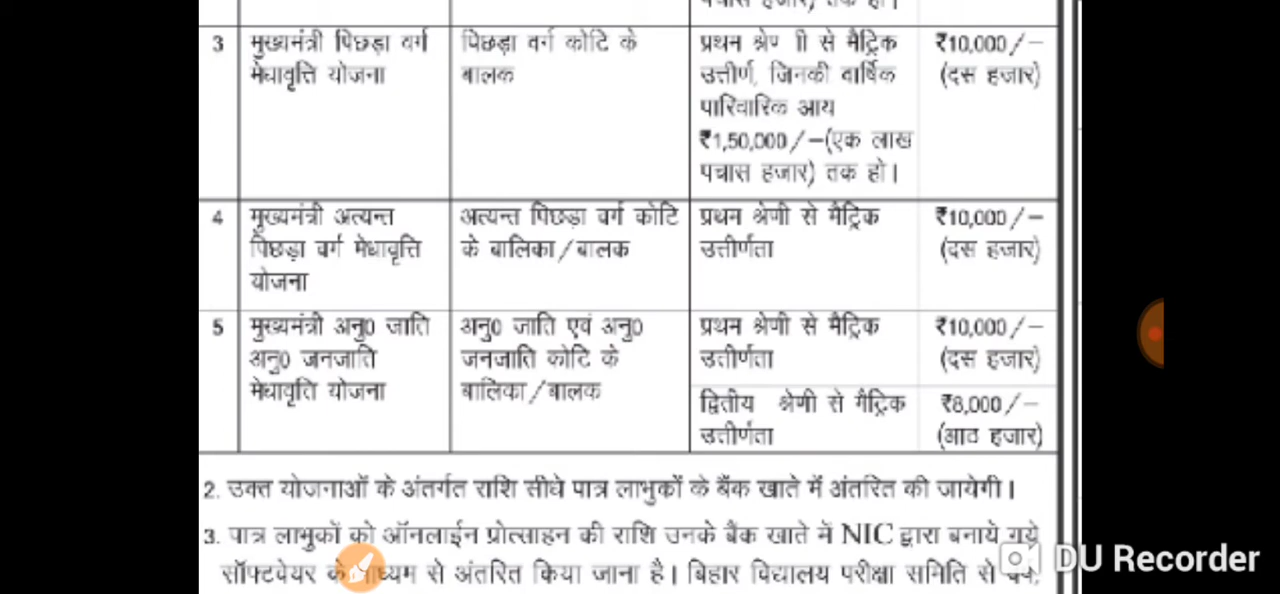 पचास हजार) तक हो।
3 मुख्यमंत्री पिछड़ा वर्ग पिछड़ा वर्ग कोटि के प्रथम श्रेण ी से मैट्रिक ₹10,000/–
मेधावृत्ति योजना बालक उत्तीर्ण, जिनकी वार्षिक (दस हजार)
पारिवारिक आय
₹1,50,000/–(एक लाख
पचास हजार) तक हो।
4 मुख्यमंत्री अत्यन्त अत्यन्त पिछड़ा वर्ग कोटि प्रथम श्रेणी से मैट्रिक ₹10,000/–
पिछड़ा वर्ग मेधावृत्ति के बालिका/बालक उत्तीर्णता (दस हजार)
योजना
5 मुख्यमंत्री अनु0 जाति अनु0 जाति एवं अनु0 प्रथम श्रेणी से मैट्रिक ₹10,000/–
अनु0 जनजाति जनजाति कोटि के उत्तीर्णता (दस हजार)
मेधावृति योजना बालिका/बालक
द्वितीय श्रेणी से मैट्रिक ₹8,000/–
उत्तीर्णता (आठ हजार)
2. उक्त योजनाओं के अंतर्गत राशि सीधे पात्र लाभुकों के बैंक खाते में अंतरित की जायेगी।
3. पात्र लाभुकों को ऑनलाईन प्रोत्साहन की राशि उनके बैंक खाते में NIC द्वारा बनाये गये
सॉफ्टवेयर के माध्यम से अंतरित किया जाना है। बिहार विद्यालय परीक्षा समिति से
DU Recorder